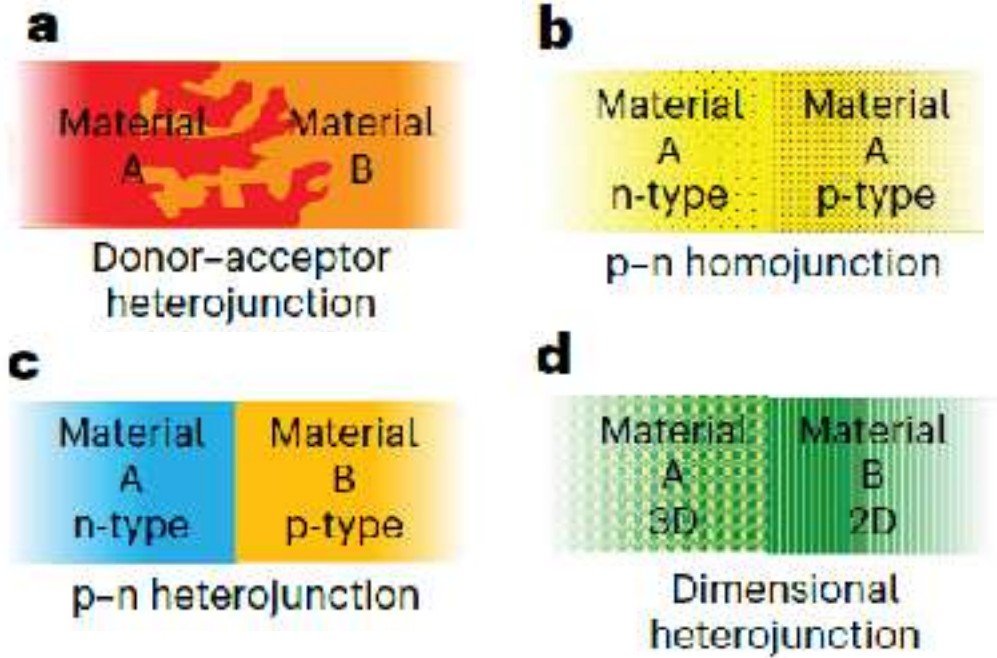 a
Material
A
Material
B
Donor–acceptor
heterojunction
b
Material
A
n-type
Material
A
p-type
p–n homojunction
c
Material
A
n-type
Material
B
p-type
p–n heterojunction
d
Material
A
3D
Material
B
2D
Dimensional
heterojunction